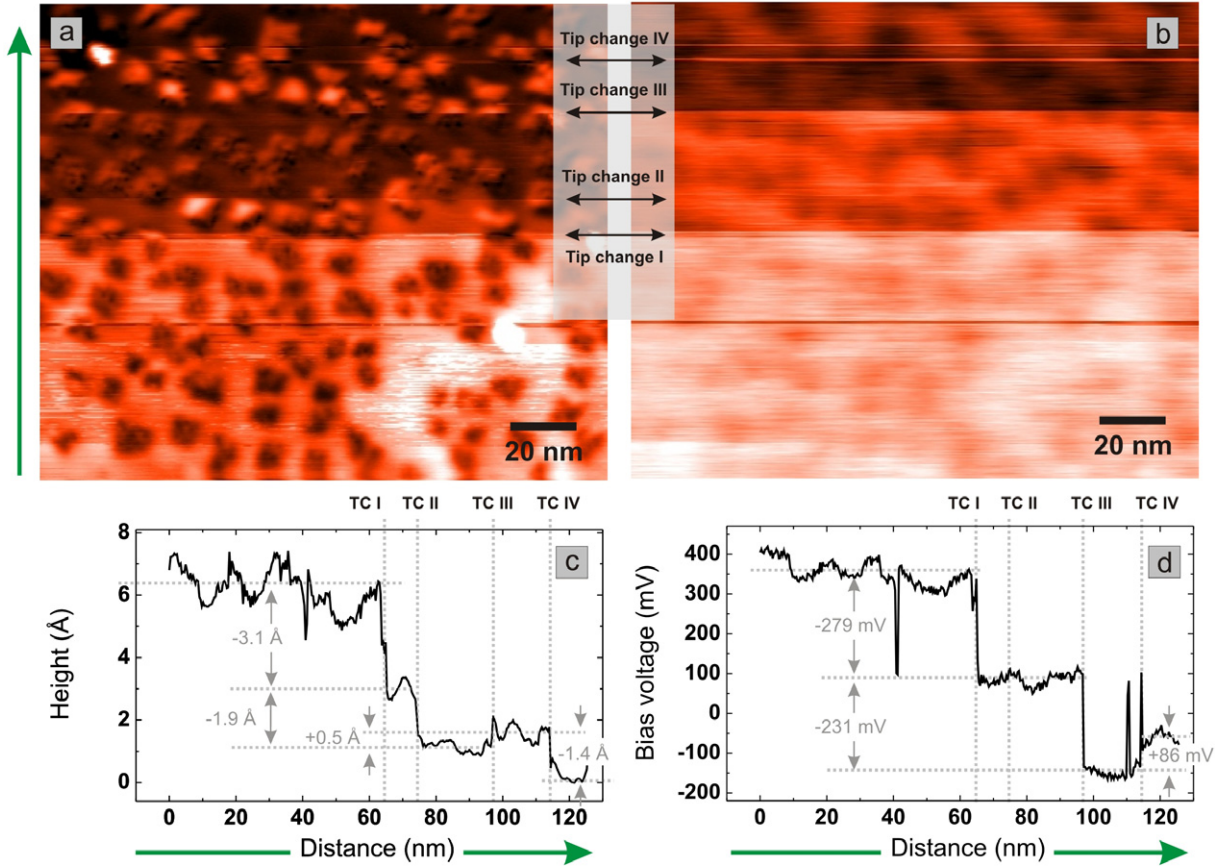 a
b
Tip change IV
Tip change III
Tip change II
Tip change I
20 nm
20 nm
TC I TC II TC III TC IV
c
8
6
4
2
0
Height (Å)
-3.1 Å
-1.9 Å
+0.5 Å
-1.4 Å
0 20 40 60 80 100 120
Distance (nm)
TC I TC II TC III TC IV
d
400
300
200
100
0
-100
-200
Bias voltage (mV)
-279 mV
-231 mV
+86 mV
0 20 40 60 80 100 120
Distance (nm)